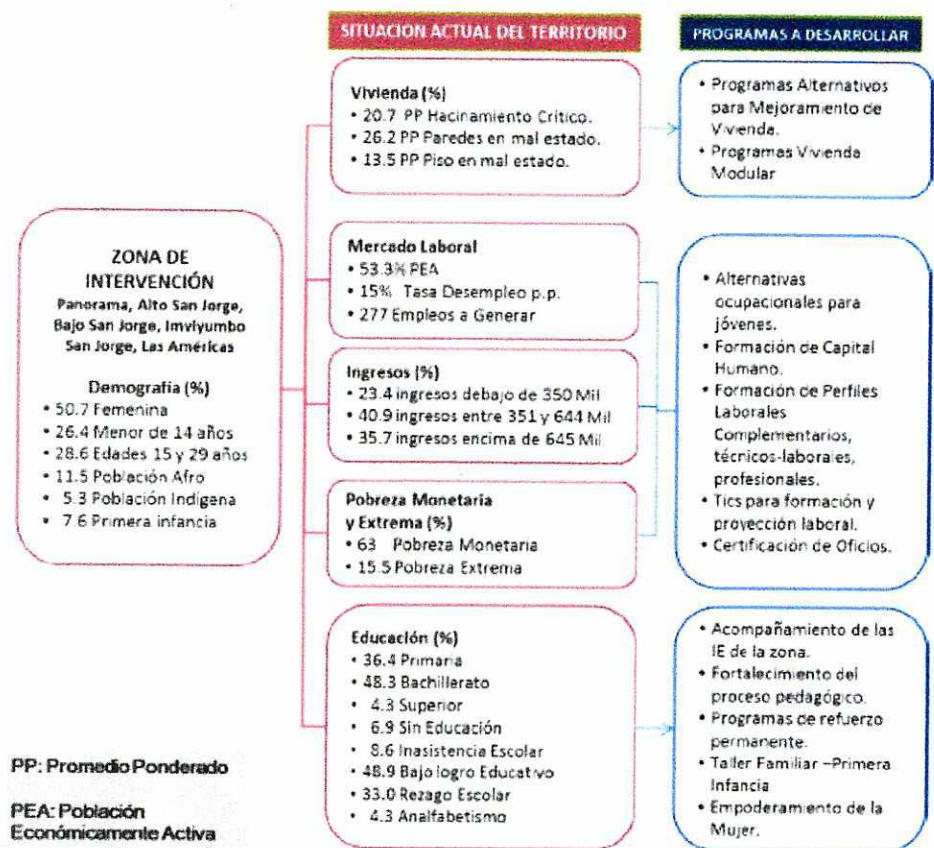 SITUACION ACTUAL DEL TERRITORIO
PROGRAMAS A DESARROLLAR
ZONA DE
INTERVENCIÓN
Panorama, Alto San Jorge,
Bajo San Jorge, Imviyumbo
San Jorge, Las Américas
Demografía (%)
• 50.7 Femenina
• 26.4 Menor de 14 años
• 28.6 Edades 15 y 29 años
• 11.5 Población Afro
• 5.3 Población Indígena
• 7.6 Primera infancia
Vivienda (%)
• 20.7 PP Hacinamiento Crítico.
• 26.2 PP Paredes en mal estado.
• 13.5 PP Piso en mal estado.
• Programas Alternativos
para Mejoramiento de
Vivienda.
• Programas Vivienda
Modular
Mercado Laboral
• 53.3% PEA
• 15% Tasa Desempleo p.p.
• 277 Empleos a Generar
Ingresos (%)
• 23.4 ingresos debajo de 350 Mil
• 40.9 ingresos entre 351 y 644 Mil
• 35.7 ingresos encima de 645 Mil
Pobreza Monetaria
y Extrema (%)
• 63 Pobreza Monetaria
• 15.5 Pobreza Extrema
• Alternativas
ocupacionales para
jóvenes.
• Formación de Capital
Humano.
• Formación de Perfiles
Laborales
Complementarios,
técnicos-laborales,
profesionales.
• Tics para formación y
proyección laboral.
• Certificación de Oficios.
Educación (%)
• 36.4 Primaria
• 48.3 Bachillerato
• 4.3 Superior
• 6.9 Sin Educación
• 8.6 Inasistencia Escolar
• 48.9 Bajo logro Educativo
• 33.0 Rezago Escolar
• 4.3 Analfabetismo
• Acompañamiento de las
IE de la zona.
• Fortalecimiento del
proceso pedagógico.
• Programas de refuerzo
permanente.
• Taller Familiar –Primera
Infancia
• Empoderamiento de la
Mujer.
PP: Promedio Ponderado
PEA: Población
Económicamente Activa